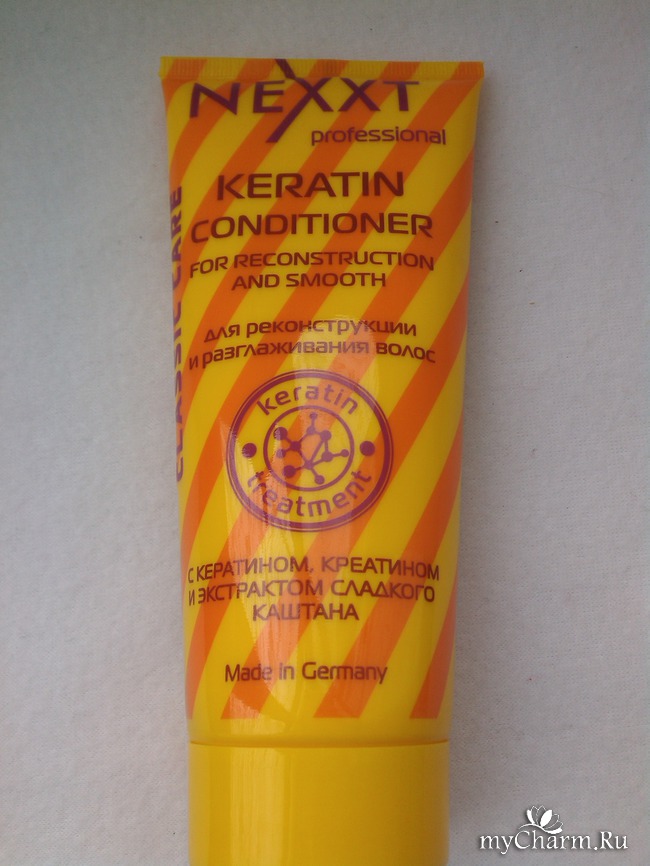 NEXXT
professional
KERATIN
CONDITIONER
FOR RECONSTRUCTION
AND SMOOTH
для реконструкции
и разглаживания волос
CLASSIC CARE
keratin
treatment
С КЕРАТИНОМ, КРЕАТИНОМ
И ЭКСТРАКТОМ СЛАДКОГО
КАШТАНА
Made in Germany
myCharm.Ru